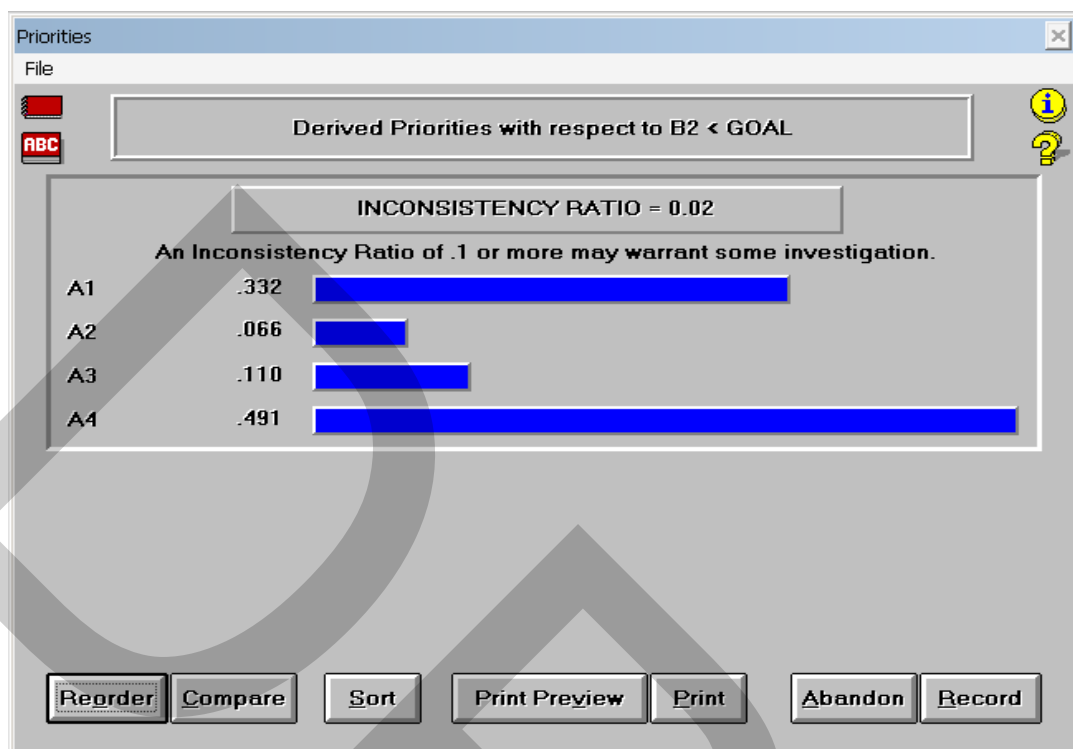 Priorities
File
ABC
Derived Priorities with respect to B2 < GOAL
INCONSISTENCY RATIO = 0.02
An Inconsistency Ratio of .1 or more may warrant some investigation.
A1 .332
A2 .066
A3 .110
A4 .491
Reorder Compare Sort Print Preview Print Abandon Record